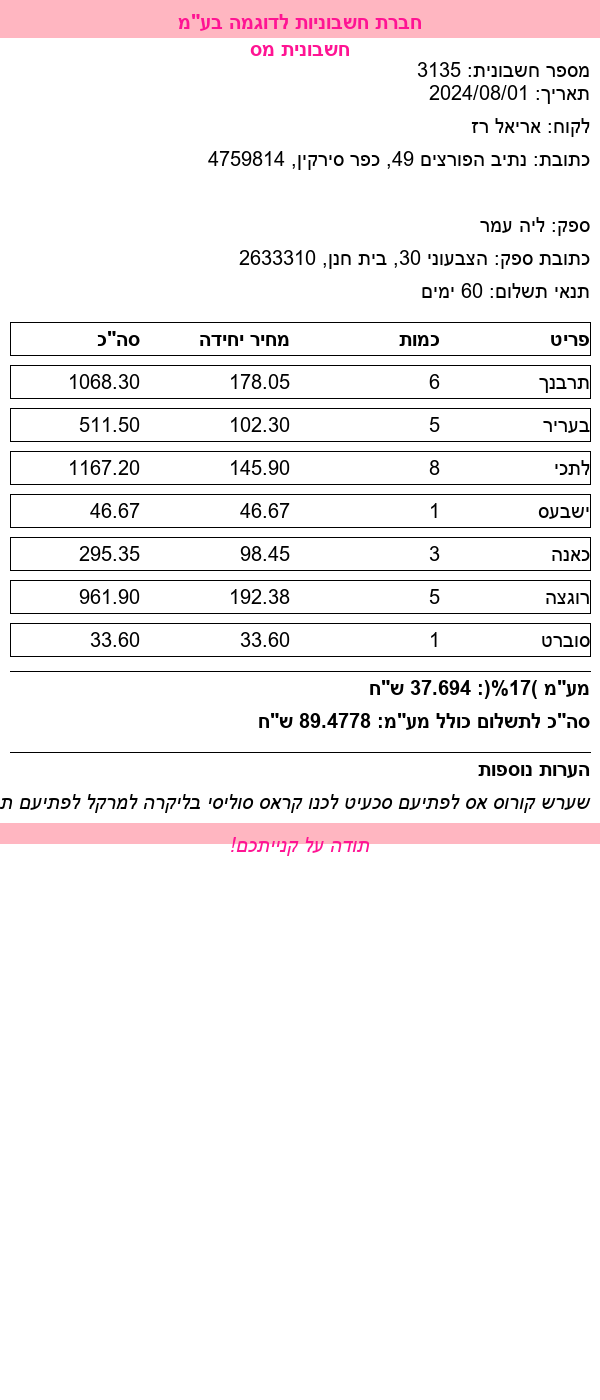 חברת חשבוניות לדוגמה בע"מ
חשבונית מס
מספר חשבונית: 3135
תאריך: 2024/08/01
לקוח: אריאל רז
כתובת: נתיב הפורצים 49, כפר סירקין, 4759814
ספק: ליה עמר
כתובת ספק: הצבעוני 30, בית חנן, 2633310
תנאי תשלום: 60 ימים
פריט כמות מחיר יחידה סה"כ
תרבנך 6 178.05 1068.30
בעריר 5 102.30 511.50
לתכי 8 145.90 1167.20
ישבעס 1 46.67 46.67
כאנה 3 98.45 295.35
רוגצה 5 192.38 961.90
סוברט 1 33.60 33.60
מע"מ )17%(: 37.694 ש"ח
סה"כ לתשלום כולל מע"מ: 89.4778 ש"ח
הערות נוספות
שערש קורוס אס לפתיעם סכעיט לכנו קראס סוליסי בליקרה למרקל לפתיעם ת
תודה על קנייתכם!